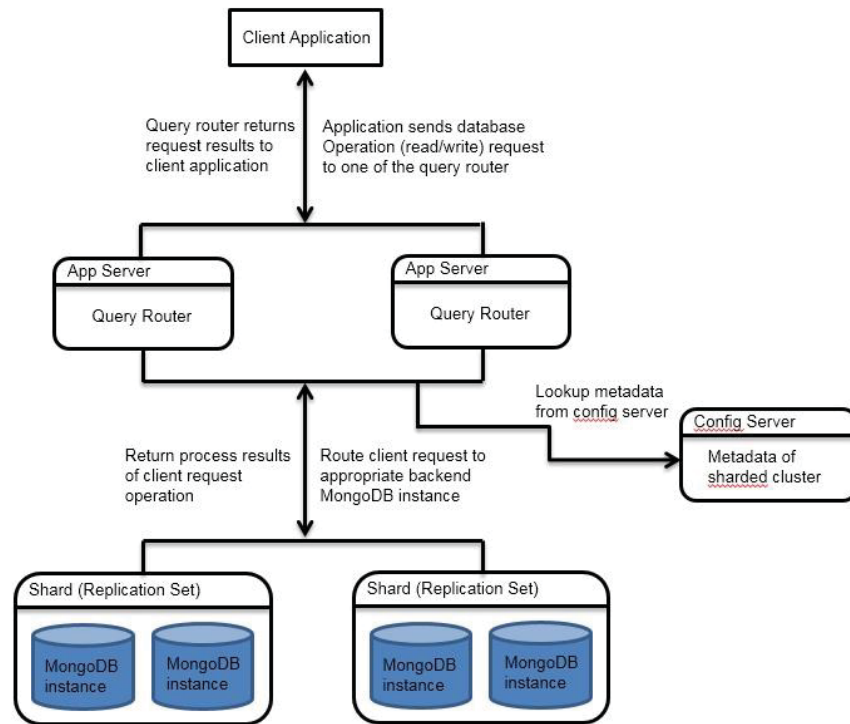 Client Application
Query router returns
request results to
client application
Application sends database
Operation (read/write) request
to one of the query router
App Server
Query Router
App Server
Query Router
Lookup metadata
from config server
Config Server
Metadata of
sharded cluster
Return process results
of client request
operation
Route client request to
appropriate backend
MongoDB instance
Shard (Replication Set)
MongoDB
instance
MongoDB
instance
Shard (Replication Set)
MongoDB
instance
MongoDB
instance